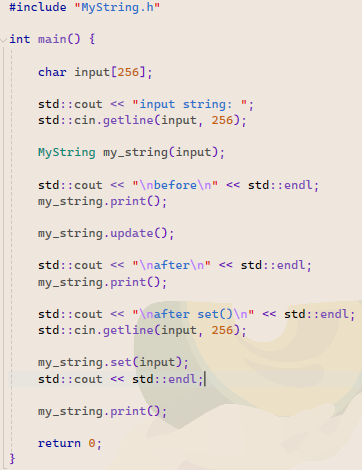 #include "MyString.h"
int main() {
char input[256];
std::cout << "input string: ";
std::cin.getline(input, 256);
MyString my_string(input);
std::cout << "\nbefore\n" << std::endl;
my_string.print();
my_string.update();
std::cout << "\nafter\n" << std::endl;
my_string.print();
std::cout << "\nafter set()\n" << std::endl;
std::cin.getline(input, 256);
my_string.set(input);
std::cout << std::endl;
my_string.print();
return 0;
}